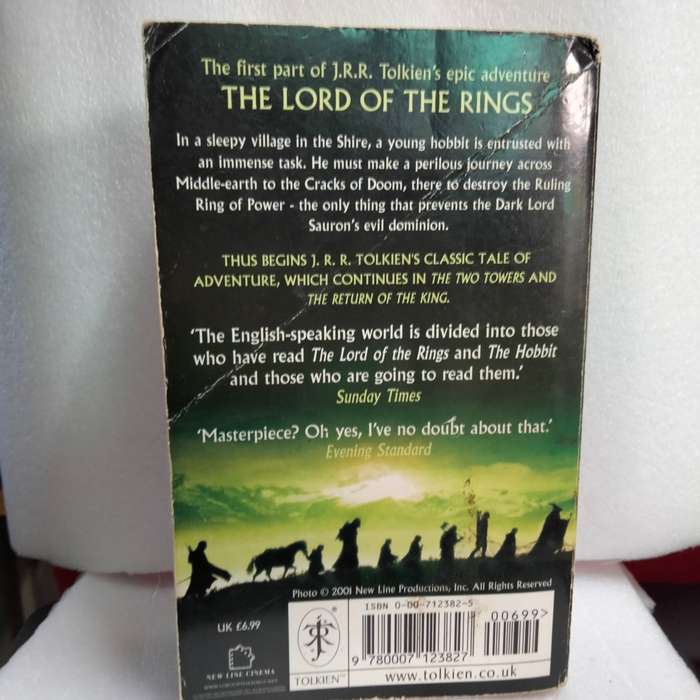 The first part of J.R.R. Tolkien's epic adventure
THE LORD OF THE RINGS
In a sleepy village in the Shire, a young hobbit is entrusted with
an immense task. He must make a perilous journey across
Middle-earth to the Cracks of Doom, there to destroy the Ruling
Ring of Power - the only thing that prevents the Dark Lord
Sauron's evil dominion.
THUS BEGINS J. R. R. TOLKIEN'S CLASSIC TALE OF
ADVENTURE, WHICH CONTINUES IN THE TWO TOWERS AND
THE RETURN OF THE KING.
'The English-speaking world is divided into those
who have read The Lord of the Rings and The Hobbit
and those who are going to read them.'
Sunday Times
'Masterpiece? Oh yes, I've no doubt about that.'
Evening Standard
Photo © 2001 New Line Productions, Inc. All Rights Reserved
UK £6.99
NEW LINE CINEMA
TOLKIEN™
ISBN 0-00-712382-5
00699>
9 780007 123827
www.tolkien.co.uk